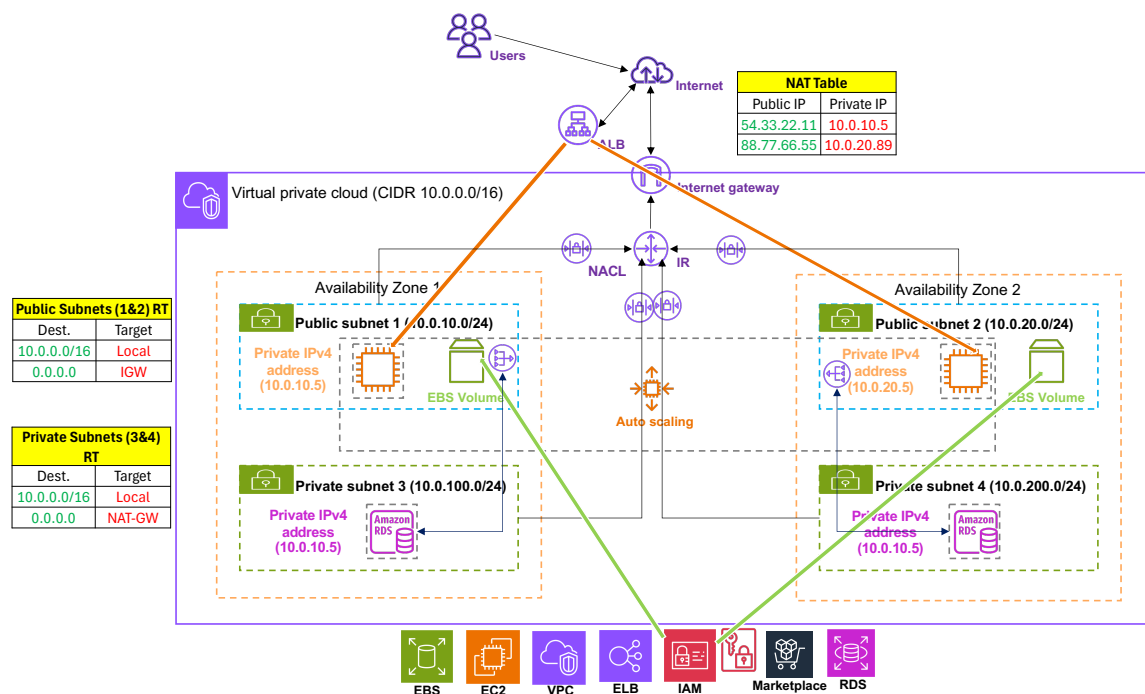 Users
Internet
NAT Table
Public IP Private IP
54.33.22.11 10.0.10.5
88.77.66.55 10.0.20.89
ALB
Internet gateway
Virtual private cloud (CIDR 10.0.0.0/16)
NACL
IR
Availability Zone 1
Availability Zone 2
Public Subnets (1&2) RT
Dest. Target
10.0.0.0/16 Local
0.0.0.0 IGW
Public subnet 1 (10.0.10.0/24)
Private IPv4
address
(10.0.10.5)
EBS Volume
Public subnet 2 (10.0.20.0/24)
Private IPv4
address
(10.0.20.5)
EBS Volume
Auto scaling
Private Subnets (3&4)
RT
Dest. Target
10.0.0.0/16 Local
0.0.0.0 NAT-GW
Private subnet 3 (10.0.100.0/24)
Private IPv4
address
(10.0.10.5)
Amazon
RDS
Private subnet 4 (10.0.200.0/24)
Private IPv4
address
(10.0.10.5)
Amazon
RDS
EBS
EC2
VPC
ELB
IAM
Marketplace
RDS